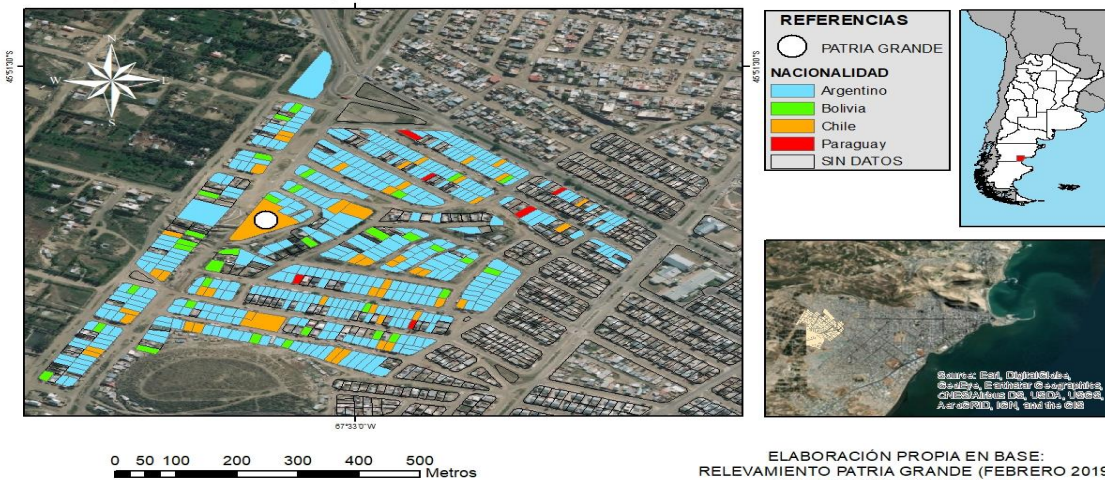 45°51'30"S
N
W
L
S
67°33'0"W
REFERENCIAS
PATRIA GRANDE
NACIONALIDAD
Argentino
Bolivia
Chile
Paraguay
SIN DATOS
45°51'30"S
Source: Esri, DigitalGlobe,
GeoEye, Earthstar Geographics,
CNES/Airbus DS, USDA, USGS,
AeroGRID, IGN, and the GIS
0 50 100 200 300 400 500
Metros
ELABORACIÓN PROPIA EN BASE:
RELEVAMIENTO PATRIA GRANDE (FEBRERO 2019